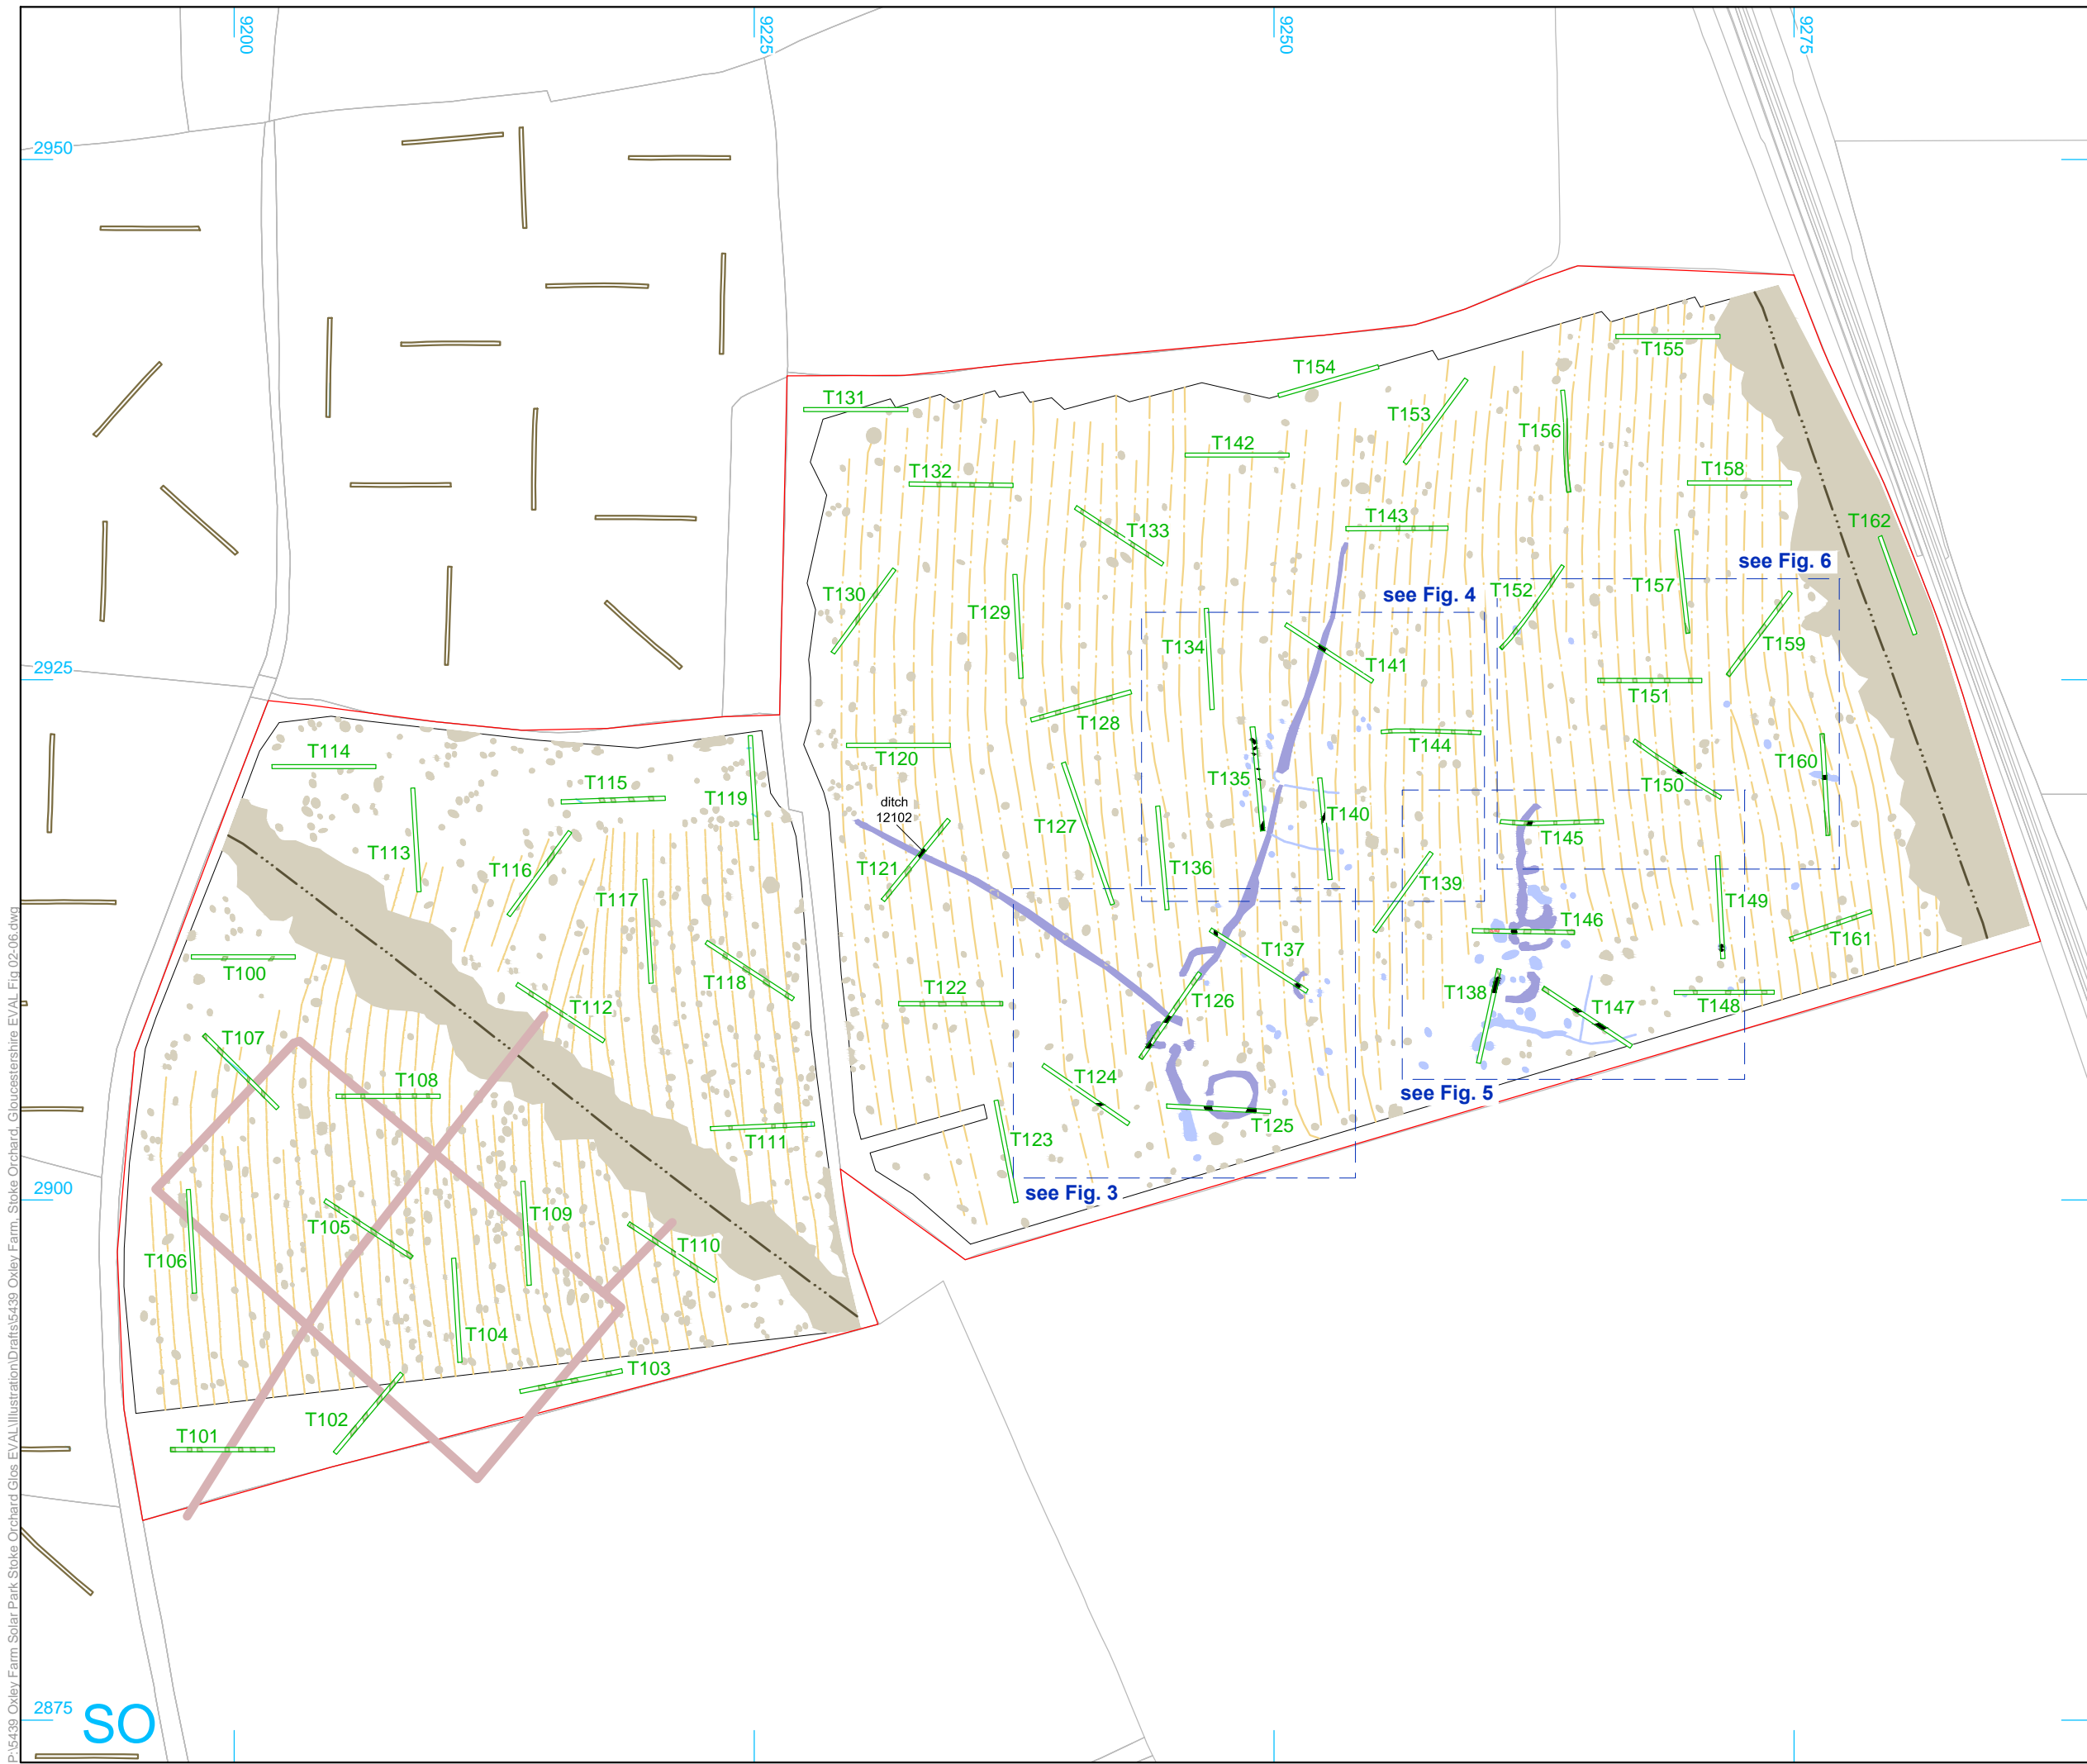 9200
9225
9250
9275
2950
2925
2900
2875
SO
T154
T155
T131
T153
T156
T142
T132
T158
T143
T133
T162
see Fig. 6
T130
T129
see Fig. 4
T152
T157
T134
T141
T159
T151
T128
T144
T120
T135
T160
T150
T140
ditch
12102
T127
T145
T121
T136
T139
T149
T146
T161
T137
T126
T138
T147
T148
T122
T124
T125
see Fig. 5
T123
see Fig. 3
T114
T115
T119
T113
T116
T117
T118
T100
T112
T107
T108
T111
T109
T105
T110
T106
T104
T103
T102
T101
P:\5439 Oxley Farm Solar Park Stoke Orchard Glos EVAL\Illustration\Drafts\5439 Oxley Farm, Stoke Orchard, Gloucestershire EVAL Fig 02-06.dwg